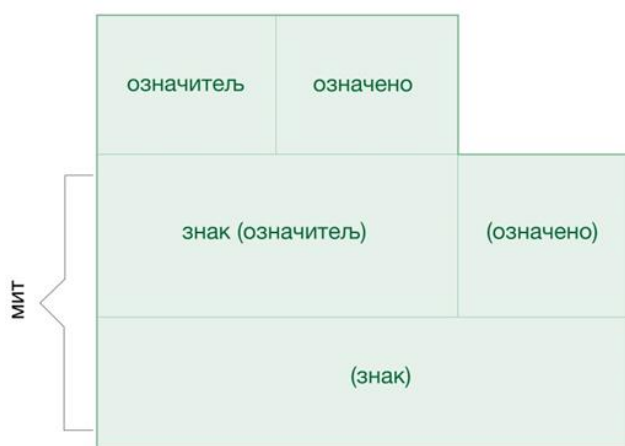 означитељ означено
знак (означитељ) (означено)
мит
(знак)